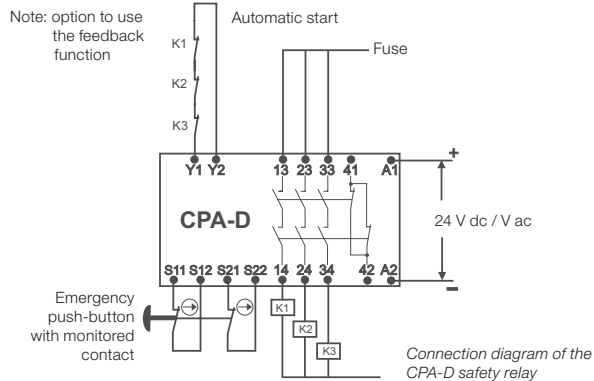 Note: option to use
the feedback
function
Automatic start
K1
K2
K3
Fuse
Y1 Y2 13 23 33 41 A1
+
CPA-D
24 V dc / V ac
S11 S12 S21 S22 14 24 34 42 A2
–
K1
K2
K3
Emergency
push-button
with monitored
contact
Connection diagram of the
CPA-D safety relay